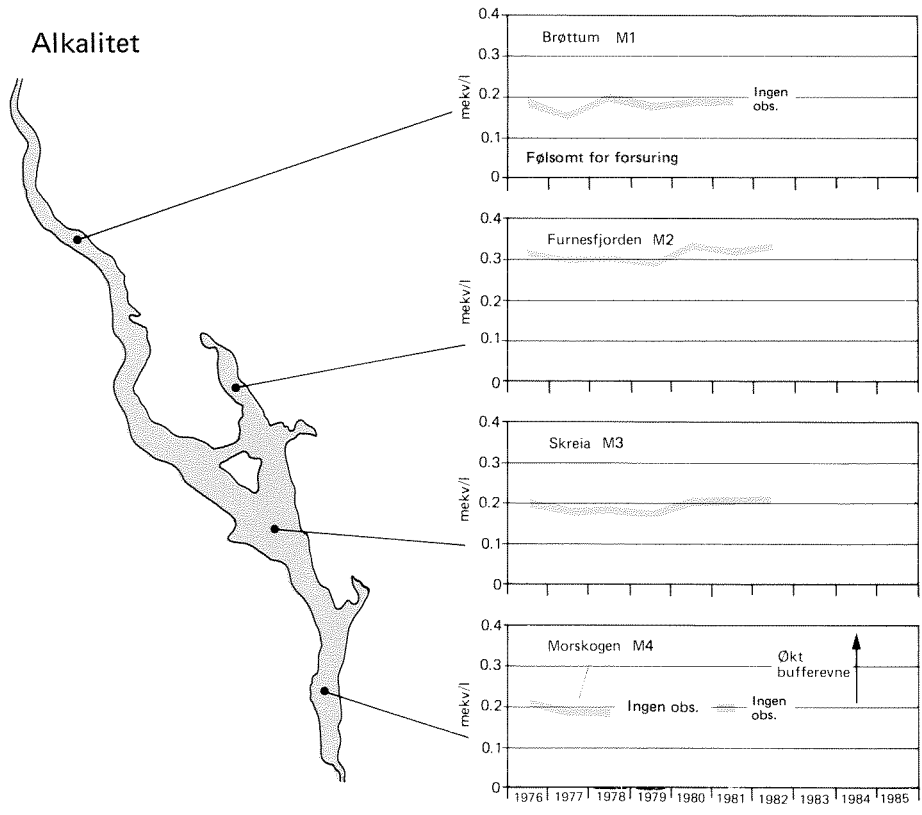 Alkalitet
0.4
0.3
0.2
0.1
0
mekv/l
Brøttum M1
Ingen
obs.
Følsomt for forsuring
0.4
0.3
0.2
0.1
0
mekv/l
Furnesfjorden M2
0.4
0.3
0.2
0.1
0
mekv/l
Skreia M3
0.4
0.3
0.2
0.1
0
mekv/l
Morskogen M4
Økt
bufferevne
Ingen obs.
Ingen
obs.
1976 1977 1978 1979 1980 1981 1982 1983 1984 1985